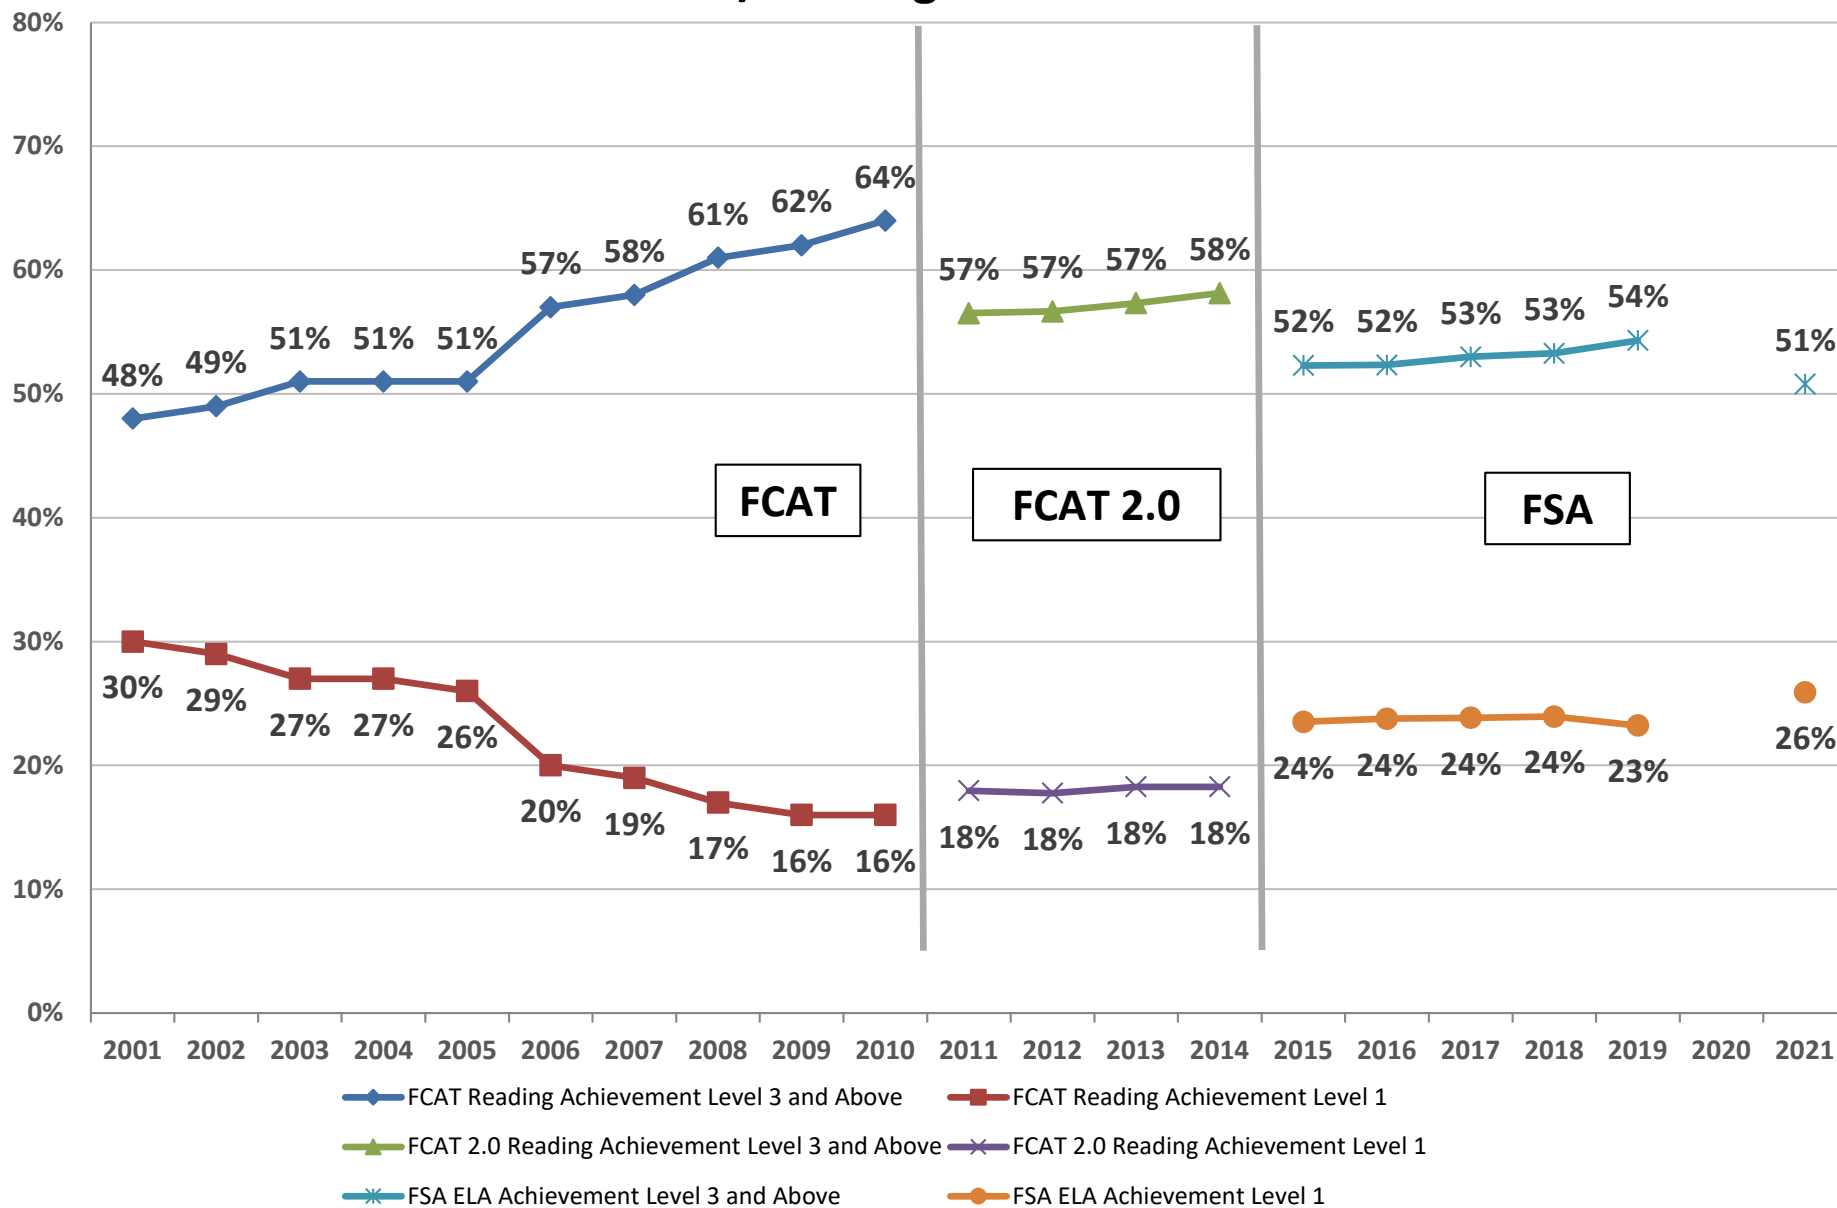 80%
70%
60%
50%
40%
30%
20%
10%
0%
48% 49% 51% 51% 51% 57% 58% 61% 62% 64%
57% 57% 57% 58%
52% 52% 53% 53% 54% 51%
FCAT FCAT 2.0 FSA
30% 29% 27% 27% 26% 20% 19% 17% 16% 16%
18% 18% 18% 18%
24% 24% 24% 24% 23% 26%
2001 2002 2003 2004 2005 2006 2007 2008 2009 2010 2011 2012 2013 2014 2015 2016 2017 2018 2019 2020 2021
FCAT Reading Achievement Level 3 and Above FCAT Reading Achievement Level 1
FCAT 2.0 Reading Achievement Level 3 and Above FCAT 2.0 Reading Achievement Level 1
FSA ELA Achievement Level 3 and Above FSA ELA Achievement Level 1